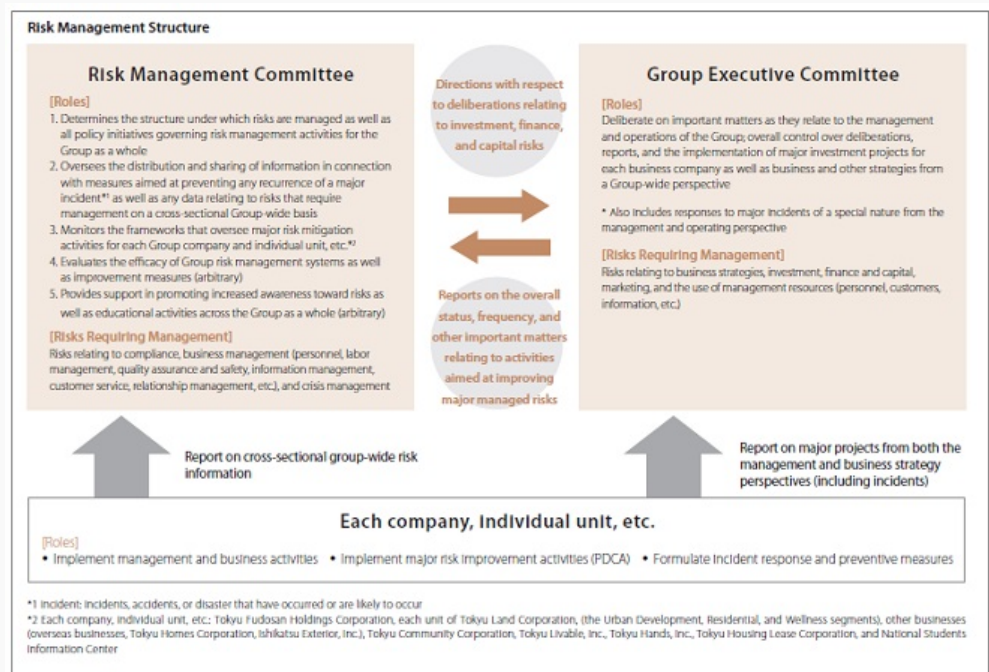 Risk Management Structure
Risk Management Committee
[Roles]
1. Determines the structure under which risks are managed as well as
all policy initiatives governing risk management activities for the
Group as a whole
2. Oversees the distribution and sharing of information in connection
with measures aimed at preventing any recurrence of a major
incident*1 as well as any data relating to risks that require
management on a cross-sectional Group-wide basis
3. Monitors the frameworks that oversee major risk mitigation
activities for each Group company and individual unit, etc.*2
4. Evaluates the efficacy of Group risk management systems as well
as improvement measures (arbitrary)
5. Provides support in promoting increased awareness toward risks as
well as educational activities across the Group as a whole (arbitrary)
[Risks Requiring Management]
Risks relating to compliance, business management (personnel, labor
management, quality assurance and safety, information management,
customer service, relationship management, etc.), and crisis management
Directions with respect
to deliberations relating
to investment, finance,
and capital risks
Reports on the overall
status, frequency, and
other important matters
relating to activities
aimed at improving
major managed risks
Group Executive Committee
[Roles]
Deliberate on important matters as they relate to the management
and operations of the Group; overall control over deliberations,
reports, and the implementation of major investment projects for
each business company as well as business and other strategies from
a Group-wide perspective
* Also includes responses to major incidents of a special nature from the
management and operating perspective
[Risks Requiring Management]
Risks relating to business strategies, investment, finance and capital,
marketing, and the use of management resources (personnel, customers,
information, etc.)
Report on cross-sectional group-wide risk
information
Report on major projects from both the
management and business strategy
perspectives (including incidents)
Each company, individual unit, etc.
[Roles]
• Implement management and business activities • Implement major risk improvement activities (PDCA) • Formulate incident response and preventive measures
*1 Incident: Incidents, accidents, or disaster that have occurred or are likely to occur
*2 Each company, individual unit, etc.: Tokyu Fudosan Holdings Corporation, each unit of Tokyu Land Corporation, (the Urban Development, Residential, and Wellness segments), other businesses
(overseas businesses, Tokyu Homes Corporation, Ishikatsu Exterior, Inc.), Tokyu Community Corporation, Tokyu Livable, Inc., Tokyu Hands, Inc., Tokyu Housing Lease Corporation, and National Students
Information Center